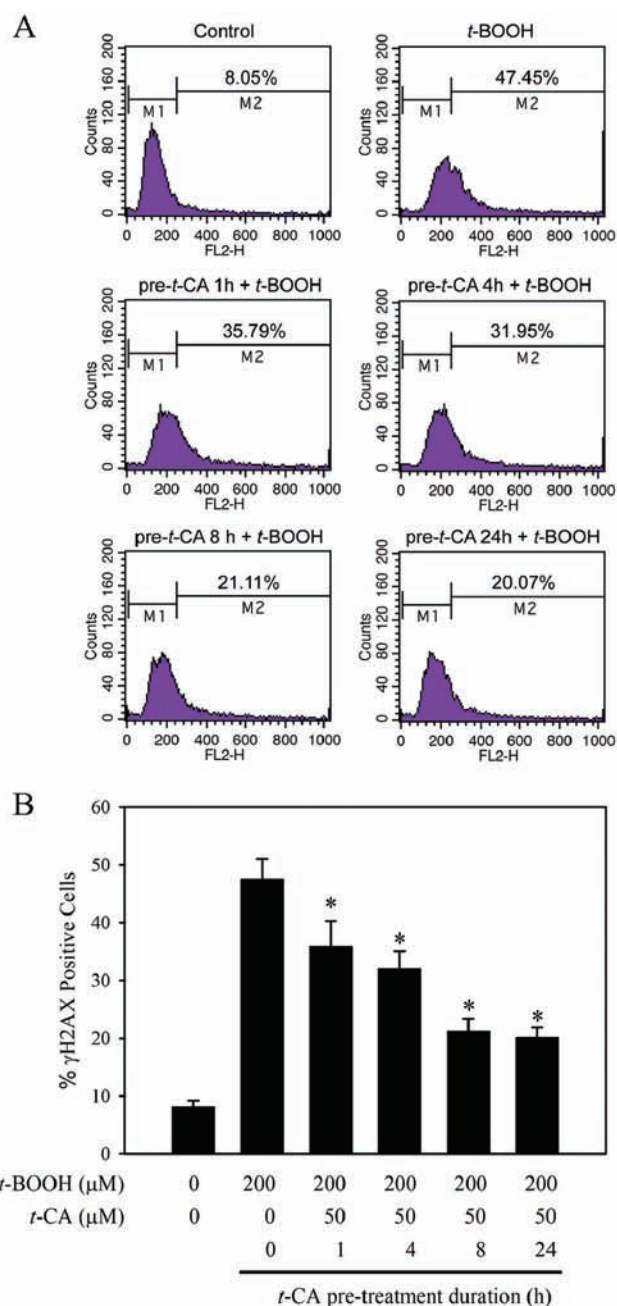 A
Control
t-BOOH
200
160
120
80
40
0
Counts
8.05%
M1
M2
0 200 400 600 800 1000
FL2-H
200
160
120
80
40
0
Counts
47.45%
M1
M2
0 200 400 600 800 1000
FL2-H
pre-t-CA 1h + t-BOOH
pre-t-CA 4h + t-BOOH
200
160
120
80
40
0
Counts
35.79%
M1
M2
0 200 400 600 800 1000
FL2-H
200
160
120
80
40
0
Counts
31.95%
M1
M2
0 200 400 600 800 1000
FL2-H
pre-t-CA 8 h + t-BOOH
pre-t-CA 24h + t-BOOH
200
160
120
80
40
0
Counts
21.11%
M1
M2
0 200 400 600 800 1000
FL2-H
200
160
120
80
40
0
Counts
20.07%
M1
M2
0 200 400 600 800 1000
FL2-H
B
% γH2AX Positive Cells
60
50
40
30
20
10
0
* * * *
t-BOOH (μM) 0 200 200 200 200 200
t-CA (μM) 0 0 50 50 50 50
0 1 4 8 24
t-CA pre-treatment duration (h)